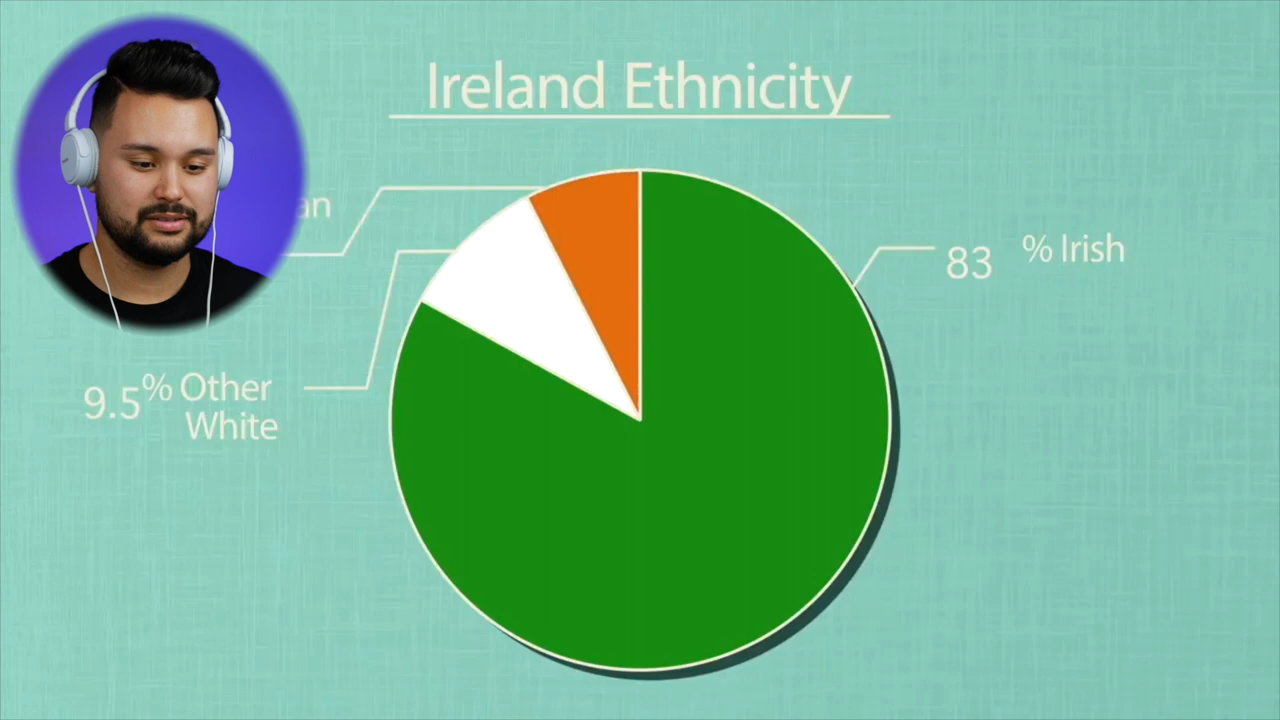 Ireland Ethnicity
83 % Irish
9.5% Other
White